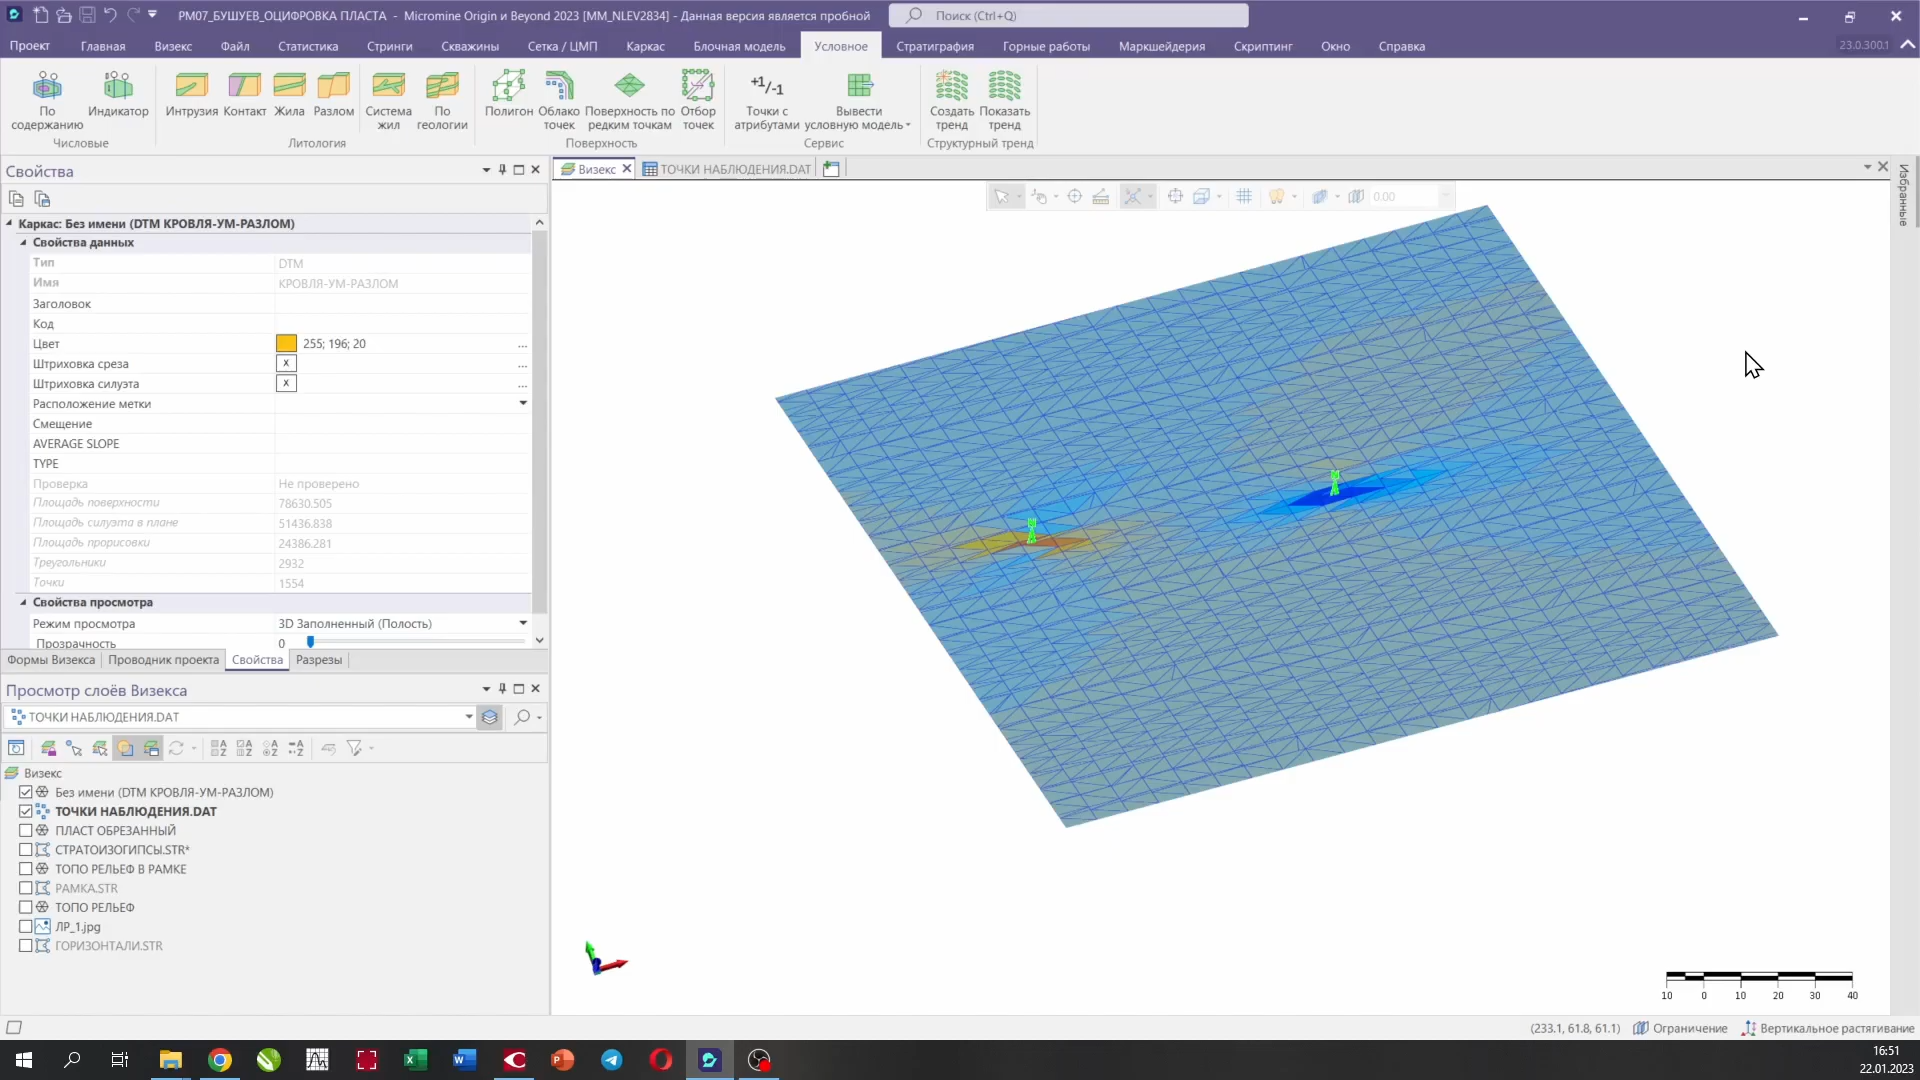 РМ07_БУШУЕВ_ОЦИФРОВКА ПЛАСТА - Micromine Origin и Beyond 2023 [MM_NLEV2834] - Данная версия является пробной
Поиск (Ctrl+Q)
Проект Главная Визекс Файл Статистика Стринги Скважины Сетка / ЦМП Каркас Блочная модель Условное Стратиграфия Горные работы Маркшейдерия Скриптинг Окно Справка
23.0.300.1
По содержанию Индикатор
Числовые
Интрузия Контакт Жила Разлом Система жил По геологии
Литология
Полигон Облако точек Поверхность по редким точкам Отбор точек
Поверхность
+1/-1
Точки с атрибутами Вывести условную модель
Сервис
Создать тренд Показать тренд
Структурный тренд
Свойства
Визекс ТОЧКИ НАБЛЮДЕНИЯ.DAT
Избранные
0.00
Каркас: Без имени (DTM КРОВЛЯ-УМ-РАЗЛОМ)
Свойства данных
Тип DTM
Имя КРОВЛЯ-УМ-РАЗЛОМ
Заголовок
Код
Цвет 255; 196; 20 ...
Штриховка среза x ...
Штриховка силуэта x ...
Расположение метки
Смещение
AVERAGE SLOPE
TYPE
Проверка Не проверено
Площадь поверхности 78630.505
Площадь силуэта в плане 51436.838
Площадь прорисовки 24386.281
Треугольники 2932
Точки 1554
Свойства просмотра
Режим просмотра 3D Заполненный (Полость)
Прозрачность 0
Формы Визекса Проводник проекта Свойства Разрезы
Просмотр слоёв Визекса
ТОЧКИ НАБЛЮДЕНИЯ.DAT
Визекс
Без имени (DTM КРОВЛЯ-УМ-РАЗЛОМ)
ТОЧКИ НАБЛЮДЕНИЯ.DAT
ПЛАСТ ОБРЕЗАННЫЙ
СТРАТОИЗОГИПСЫ.STR*
ТОПО РЕЛЬЕФ В РАМКЕ
РАМКА.STR
ТОПО РЕЛЬЕФ
ЛР_1.jpg
ГОРИЗОНТАЛИ.STR
10 0 10 20 30 40
(233.1, 61.8, 61.1) Ограничение Вертикальное растягивание
16:51
22.01.2023